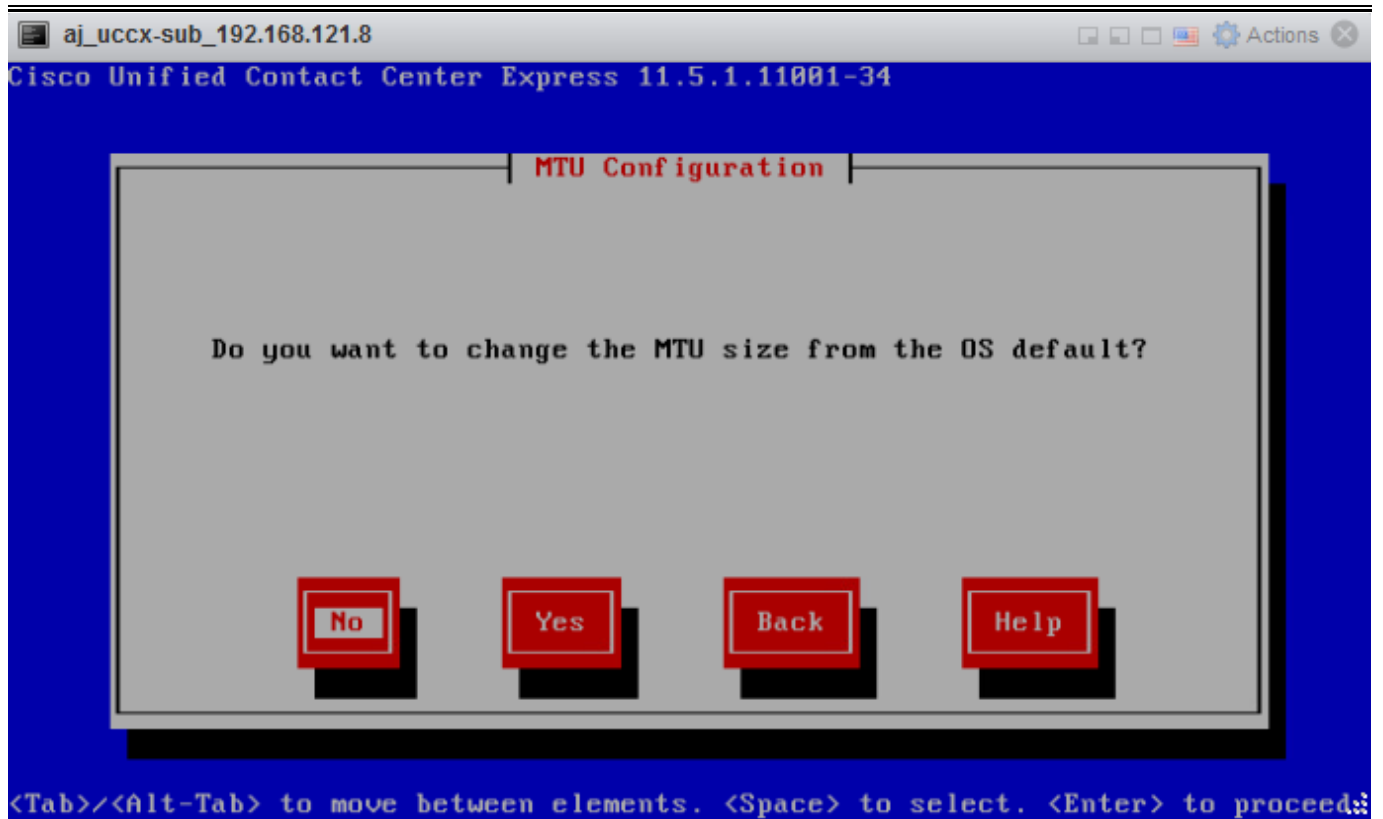 aj_uccx-sub_192.168.121.8
Actions
Cisco Unified Contact Center Express 11.5.1.11001-34
MTU Configuration
Do you want to change the MTU size from the OS default?
No
Yes
Back
Help
<Tab>/<Alt-Tab> to move between elements. <Space> to select. <Enter> to proceed